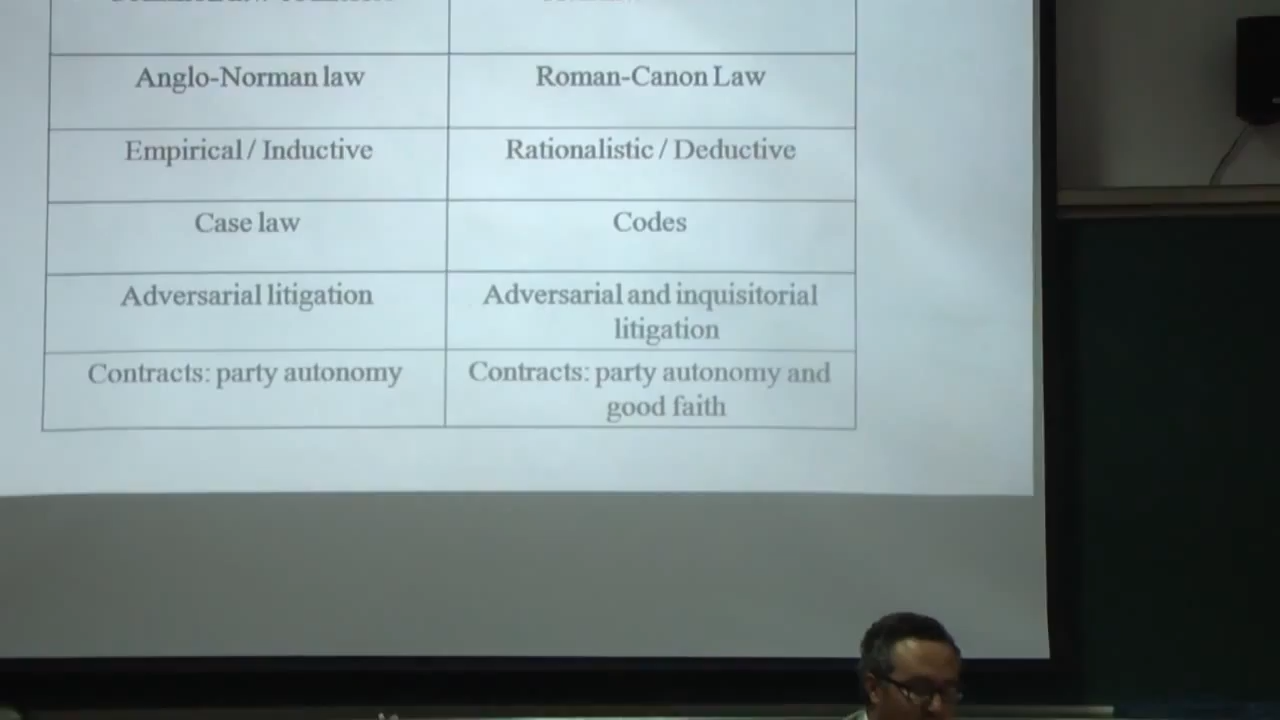 Anglo-Norman law
Roman-Canon Law
Empirical / Inductive
Rationalistic / Deductive
Case law
Codes
Adversarial litigation
Adversarial and inquisitorial
litigation
Contracts: party autonomy
Contracts: party autonomy and
good faith